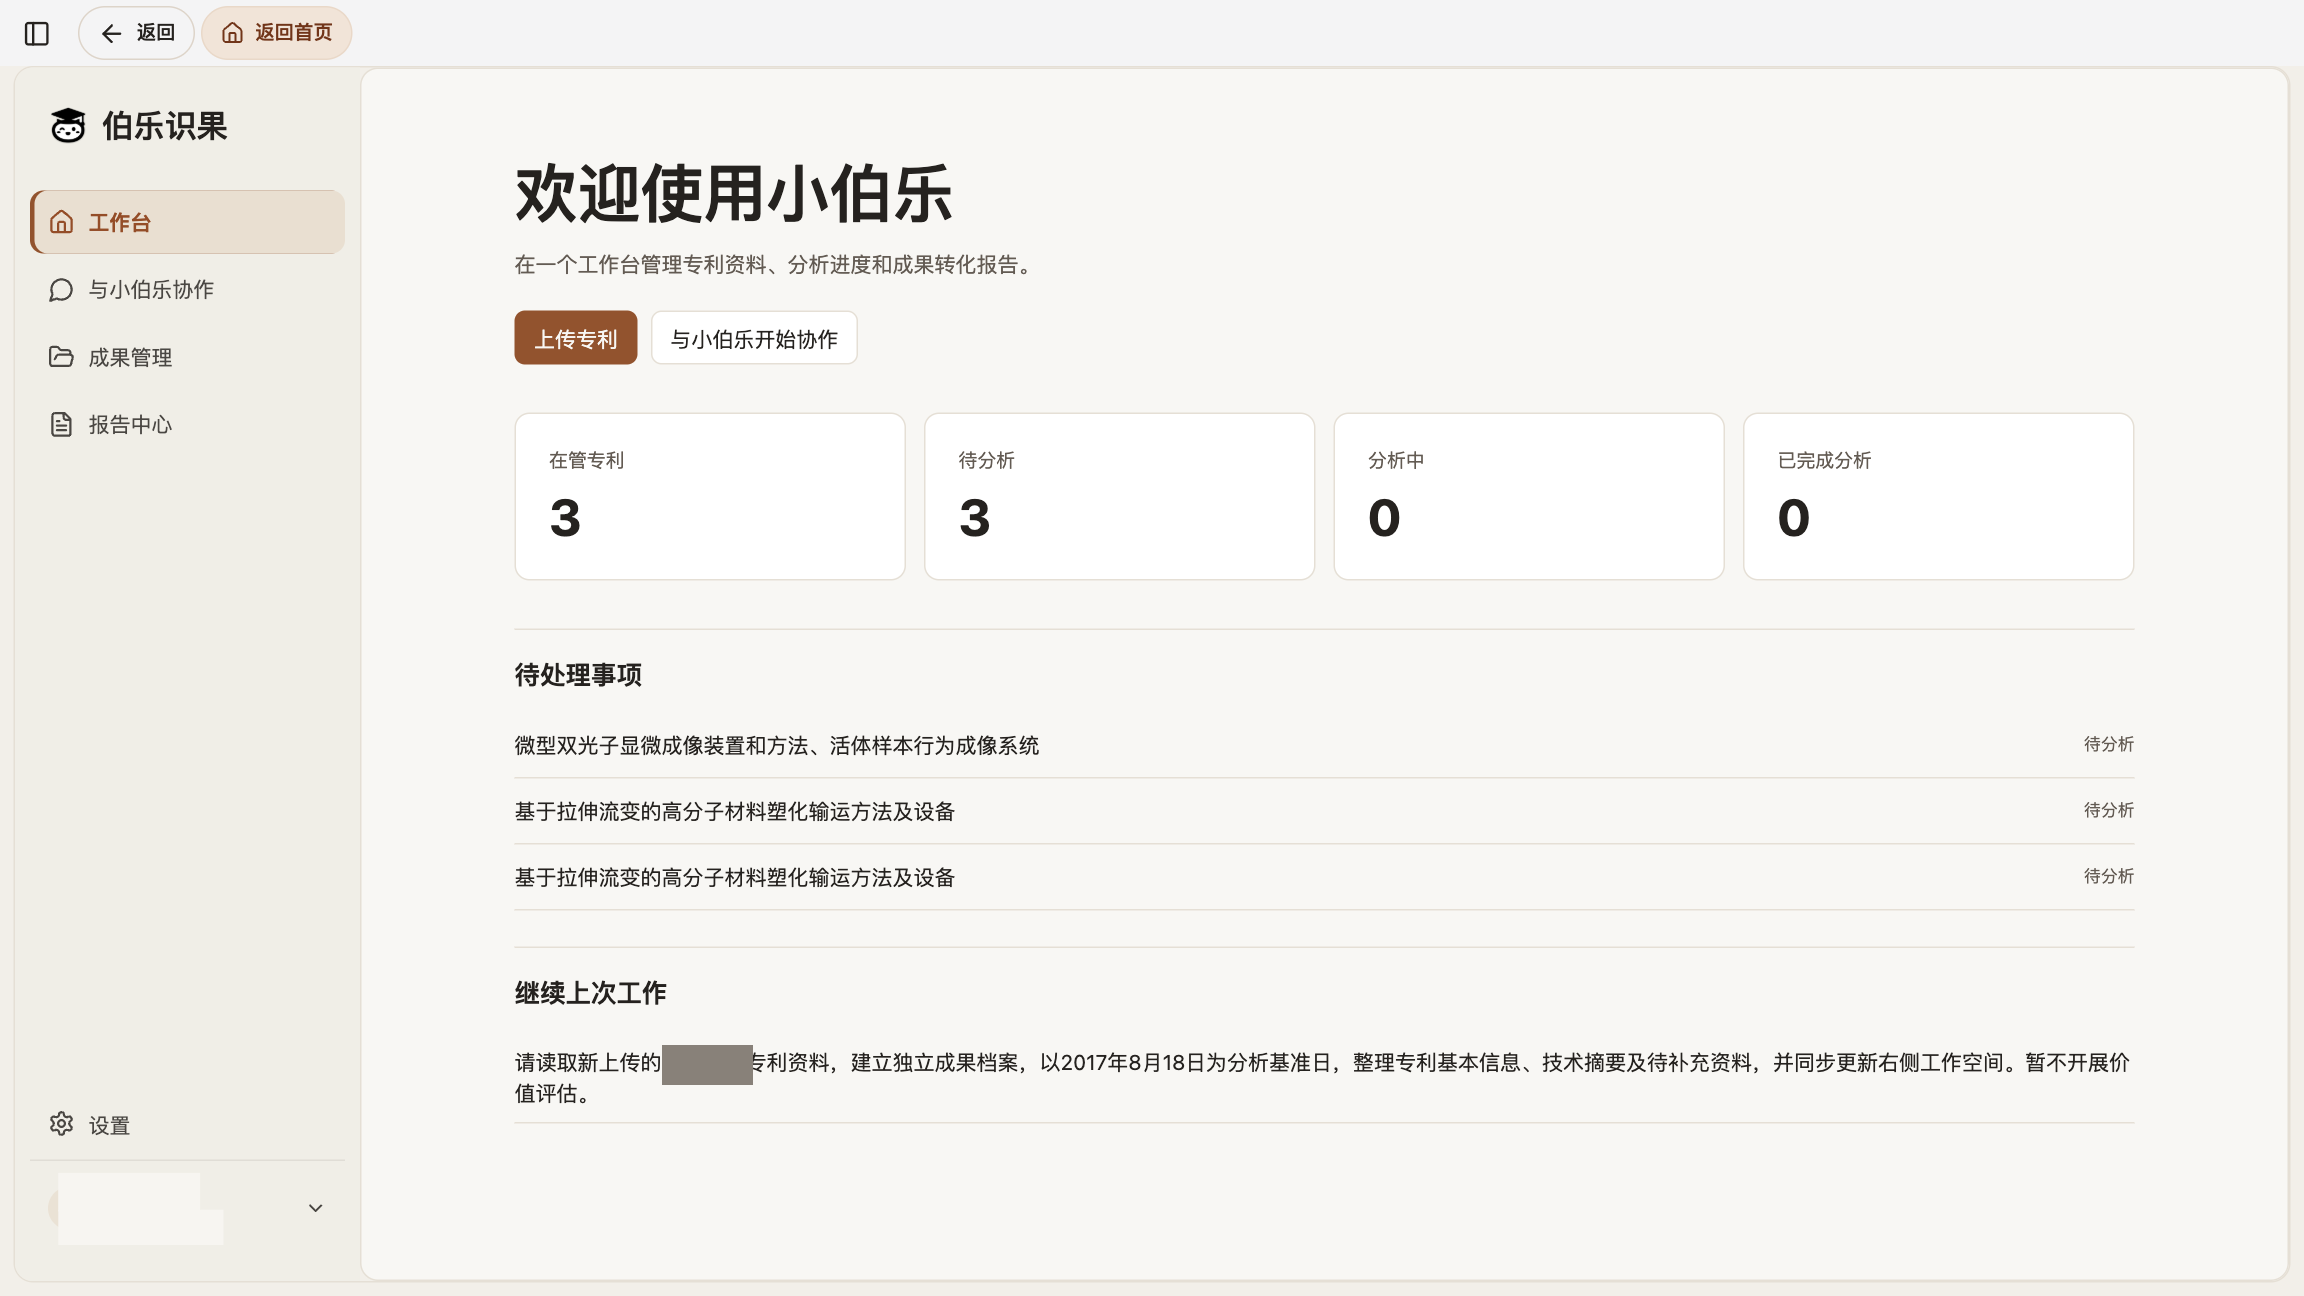 返回
返回首页
伯乐识果
工作台
与小伯乐协作
成果管理
报告中心
设置
欢迎使用小伯乐
在一个工作台管理专利资料、分析进度和成果转化报告。
上传专利
与小伯乐开始协作
在管专利
3
待分析
3
分析中
0
已完成分析
0
待处理事项
微型双光子显微成像装置和方法、活体样本行为成像系统
待分析
基于拉伸流变的高分子材料塑化输运方法及设备
待分析
基于拉伸流变的高分子材料塑化输运方法及设备
待分析
继续上次工作
请读取新上传的专利资料，建立独立成果档案，以2017年8月18日为分析基准日，整理专利基本信息、技术摘要及待补充资料，并同步更新右侧工作空间。暂不开展价
值评估。